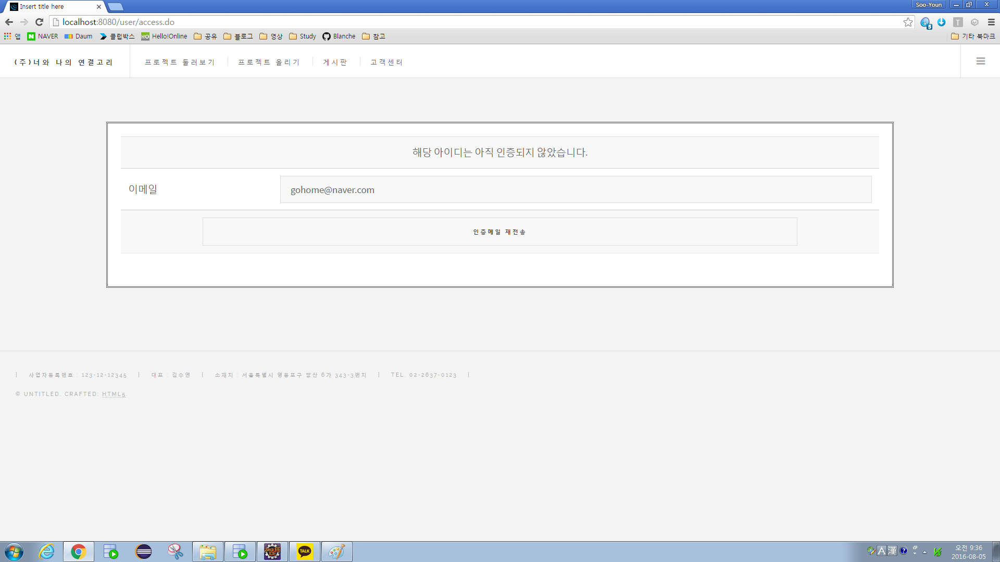 Insert title here
Soo-Youn
localhost:8080/user/access.do
앱 NAVER Daum 클럽박스 Hello!Online 공유 블로그 영상 Study Blanche 참고 기타 북마크
(주)너와 나의 연결고리 프로젝트 둘러보기 프로젝트 올리기 게시판 고객센터
해당 아이디는 아직 인증되지 않았습니다.
이메일 gohome@naver.com
인증메일 재전송
| 사업자등록번호 : 123-12-12345 | 대표 : 김수연 | 소재지 : 서울특별시 영등포구 당산 6가 343-3번지 | TEL. 02-2637-0123 |
© UNTITLED. CRAFTED: HTML5.
Java EE IDE
TALK
A 漢
오전 9:36
2016-08-05